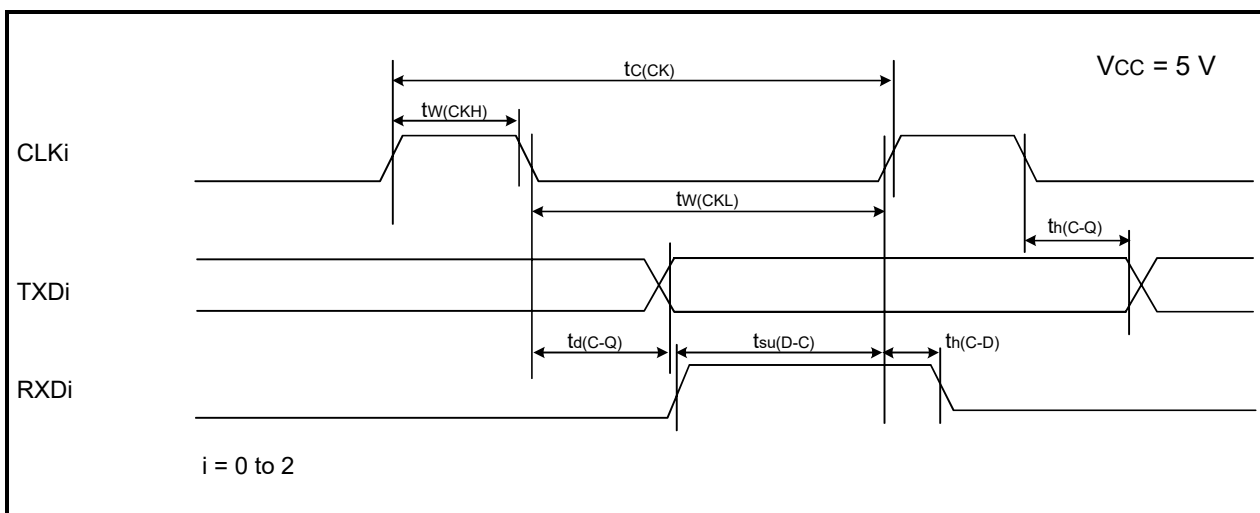 tC(CK)
VCC = 5 V
tW(CKH)
CLKi
tW(CKL)
th(C-Q)
TXDi
td(C-Q)
tsu(D-C)
th(C-D)
RXDi
i = 0 to 2